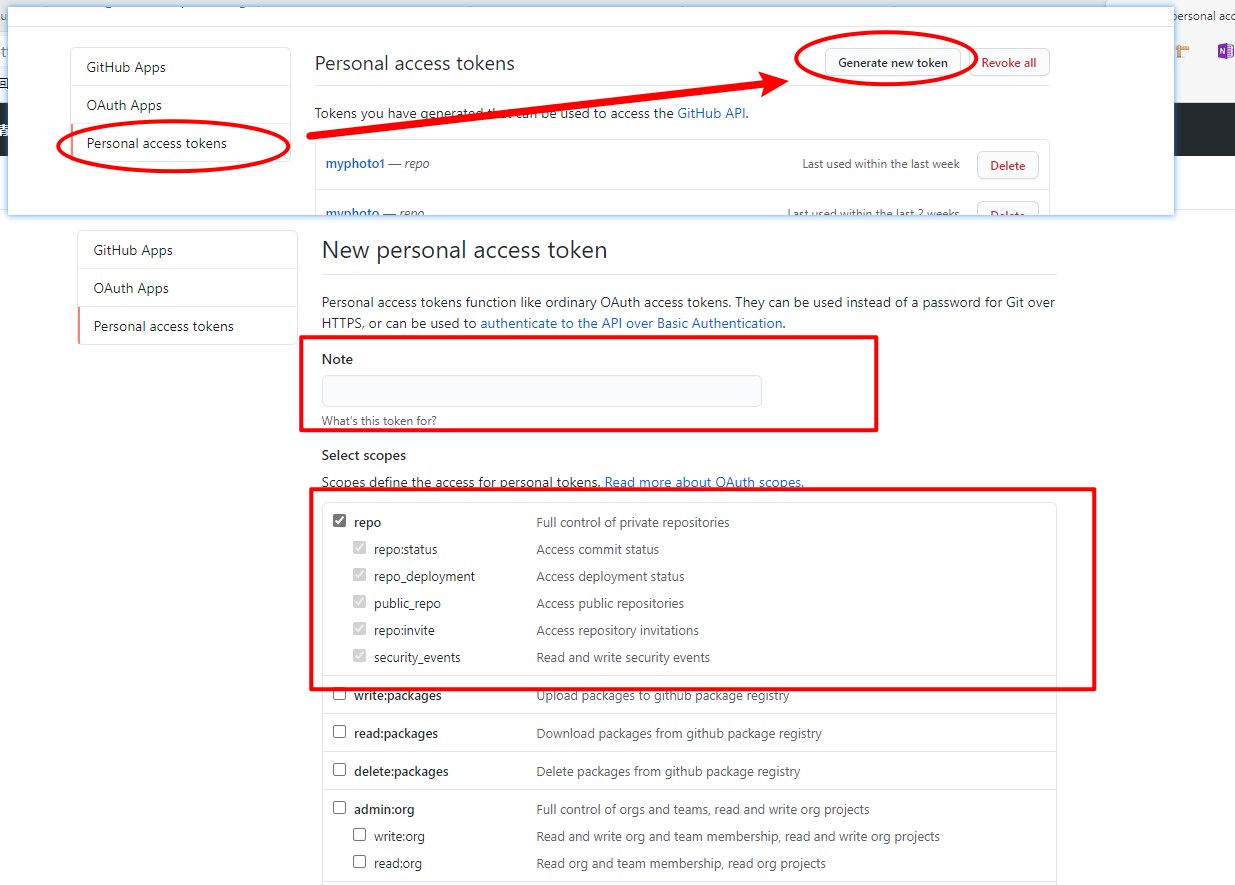 personal acc
GitHub Apps
OAuth Apps
Personal access tokens
Personal access tokens
Generate new token
Revoke all
Tokens you have generated that can be used to access the GitHub API.
myphoto1 — repo
Last used within the last week
Delete
myphoto — repo
Last used within the last 2 weeks
Delete
GitHub Apps
OAuth Apps
Personal access tokens
New personal access token
Personal access tokens function like ordinary OAuth access tokens. They can be used instead of a password for Git over
HTTPS, or can be used to authenticate to the API over Basic Authentication.
Note
What's this token for?
Select scopes
Scopes define the access for personal tokens. Read more about OAuth scopes.
repo Full control of private repositories
repo:status Access commit status
repo_deployment Access deployment status
public_repo Access public repositories
repo:invite Access repository invitations
security_events Read and write security events
write:packages Upload packages to github package registry
read:packages Download packages from github package registry
delete:packages Delete packages from github package registry
admin:org Full control of orgs and teams, read and write org projects
write:org Read and write org and team membership, read and write org projects
read:org Read org and team membership, read org projects